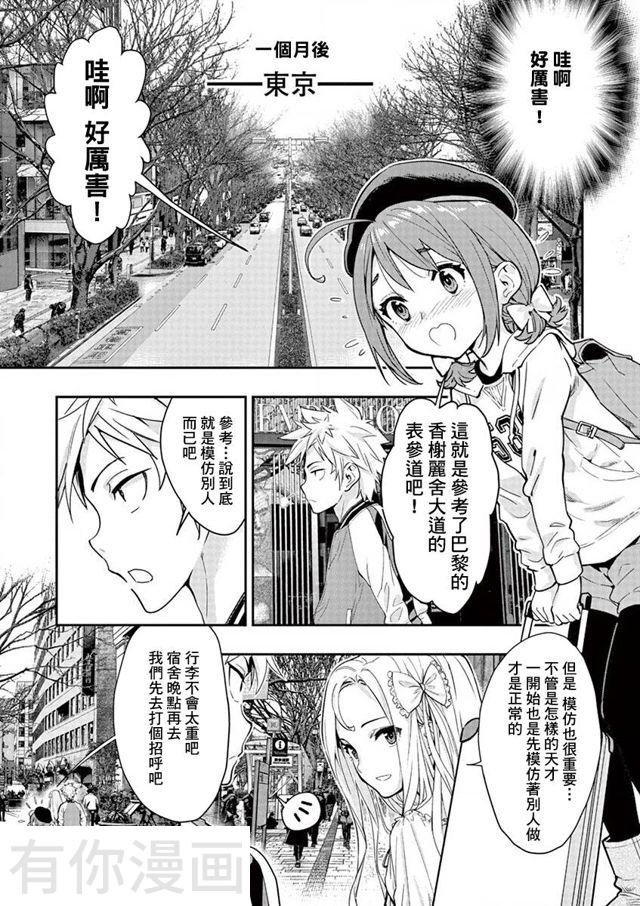 哇啊
好厲害！
一個月後
東京
哇啊 好厲害！
這就是參考了巴黎的
香榭麗舍大道的
表參道吧！
參考…說到底
就是模仿別人
而已吧
但是 模仿也很重要…
不管是怎樣的天才
一開始也是先模仿著別人做
才是正常的
行李不會太重吧
宿舍晚點再去
我們先去打個招呼吧
有你漫画